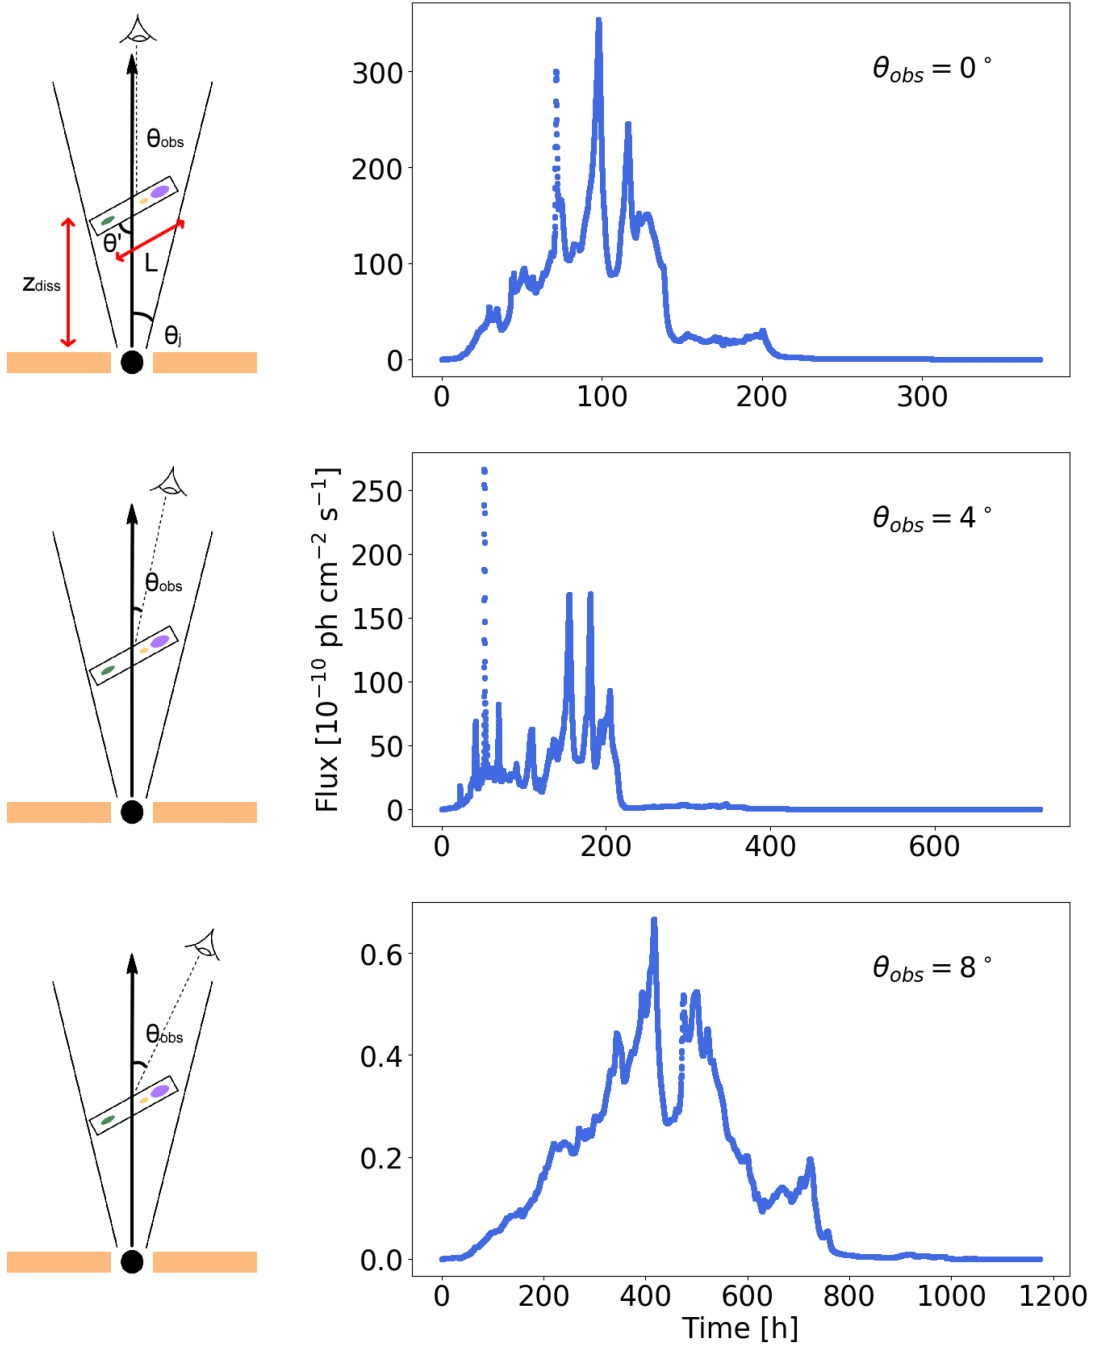 θobs
θ'
L
zdiss
θj
300
200
100
0
θobs = 0°
0 100 200 300
θobs
Flux [10⁻¹⁰ ph cm⁻² s⁻¹]
250
200
150
100
50
0
θobs = 4°
0 200 400 600
θobs
0.6
0.4
0.2
0.0
θobs = 8°
0 200 400 600 800 1000 1200
Time [h]